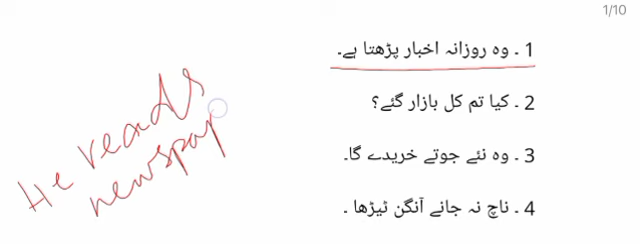 1/10
1 ۔ وہ روزانہ اخبار پڑھتا ہے۔
2 ۔ کیا تم کل بازار گئے؟
3 ۔ وہ نئے جوتے خریدے گا۔
4 ۔ ناچ نہ جانے آنگن ٹیڑھا ۔
He reads
newspap